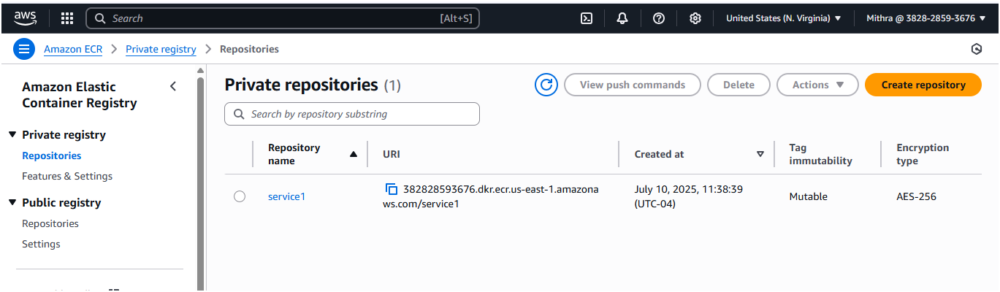 aws
Search [Alt+S] United States (N. Virginia) Mithra @ 3828-2859-3676
Amazon ECR Private registry Repositories
Amazon Elastic
Container Registry
Private registry
Repositories
Features & Settings
Public registry
Repositories
Settings
Private repositories (1)
View push commands Delete Actions Create repository
Search by repository substring
Repository
name
URI
Created at
Tag
immutability
Encryption
type
service1
382828593676.dkr.ecr.us-east-1.amazona
ws.com/service1
July 10, 2025, 11:38:39
(UTC-04)
Mutable
AES-256